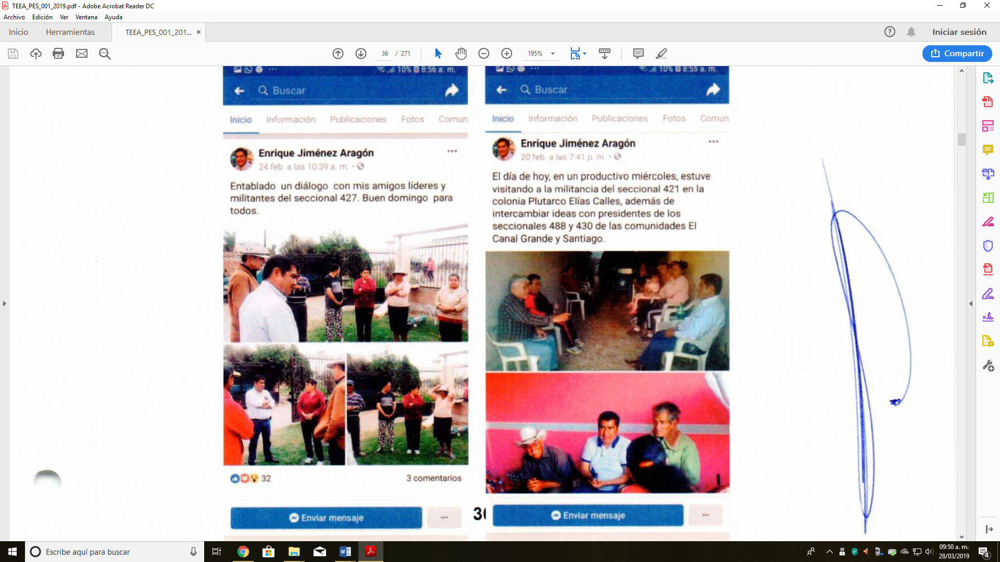 TEEA_PES_001_2019.pdf - Adobe Acrobat Reader DC
Archivo Edición Ver Ventana Ayuda
Inicio Herramientas TEEA_PES_001_201... × Iniciar sesión
36 / 271 195% Compartir
10% 8:56 a. m.
Buscar
Inicio Información Publicaciones Fotos Comun
Enrique Jiménez Aragón
24 feb. a las 10:39 a. m. •
Entablado un diálogo con mis amigos líderes y
militantes del seccional 427. Buen domingo para
todos.
32 3 comentarios
Enviar mensaje
10% 8:55 a. m.
Buscar
Inicio Información Publicaciones Fotos Comun
Enrique Jiménez Aragón
20 feb. a las 7:41 p. m. •
El día de hoy, en un productivo miércoles, estuve
visitando a la militancia del seccional 421 en la
colonia Plutarco Elías Calles, además de
intercambiar ideas con presidentes de los
seccionales 488 y 430 de las comunidades El
Canal Grande y Santiago.
Enviar mensaje
Escribe aquí para buscar
09:50 a. m.
28/03/2019
4